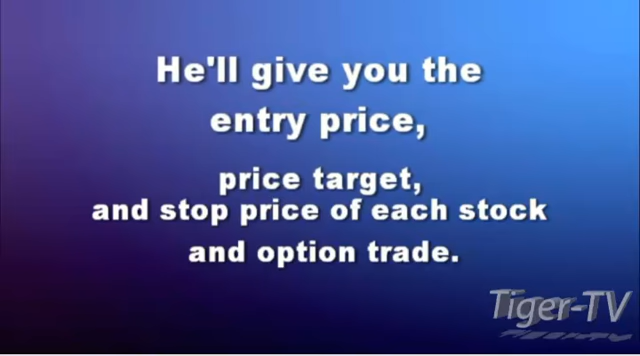 He'll give you the
entry price,
price target,
and stop price of each stock
and option trade.
Tiger-TV